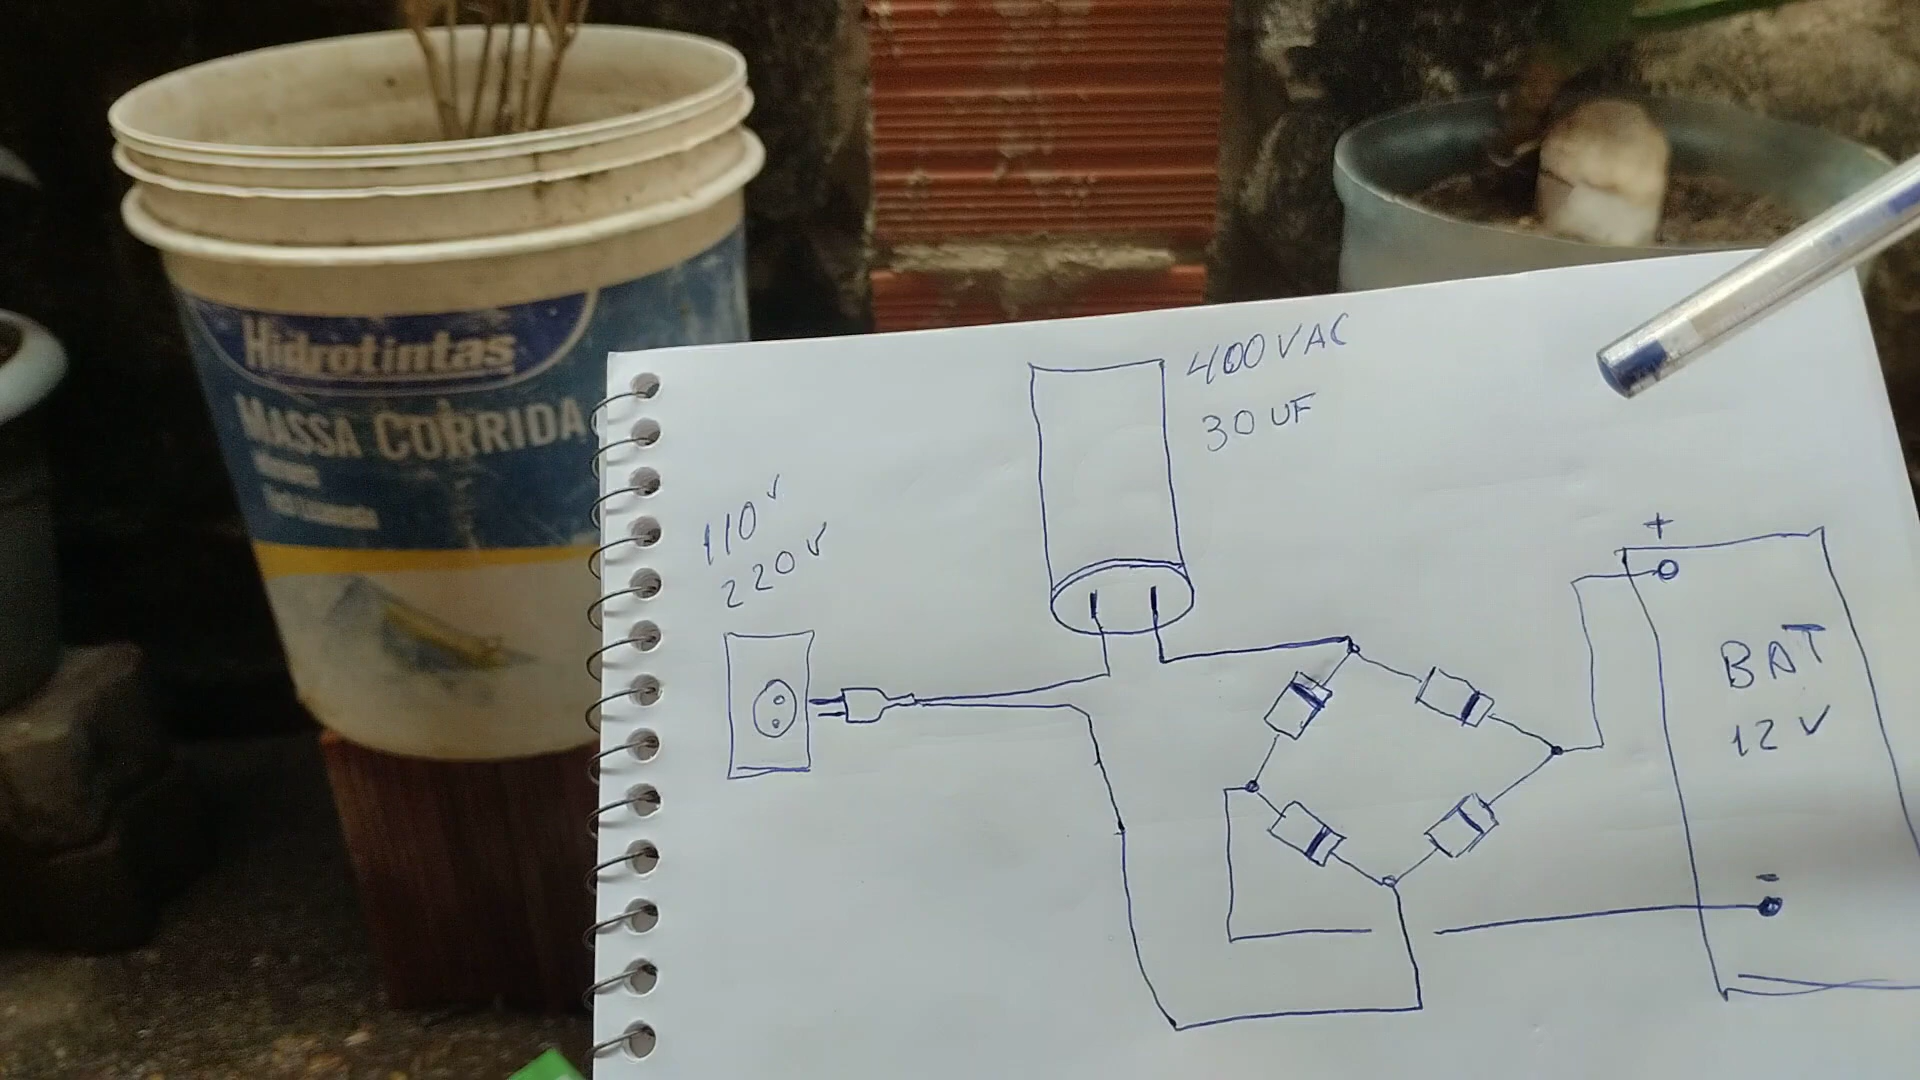 Hidrotintas
MASSA CORRIDA
400 VAC
30 UF
110 V
220 V
+
BAT
12 V
-